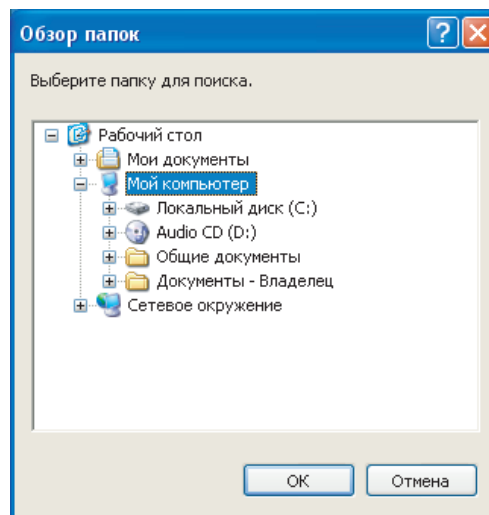 Обзор папок
Выберите папку для поиска.
Рабочий стол
Мои документы
Мой компьютер
Локальный диск (C:)
Audio CD (D:)
Общие документы
Документы - Владелец
Сетевое окружение
ОК Отмена